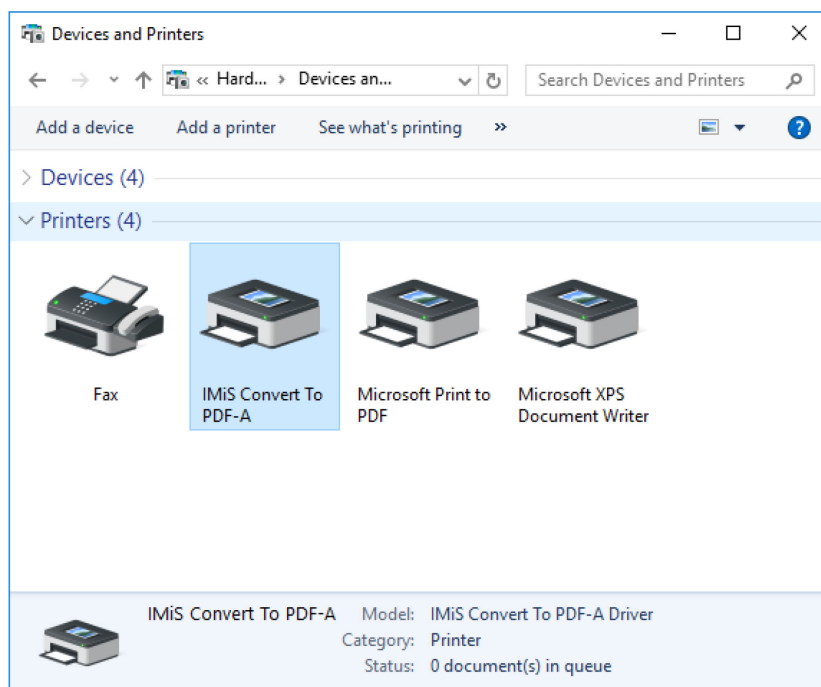 Devices and Printers
« Hard... › Devices an...
Search Devices and Printers
Add a device Add a printer See what's printing »
Devices (4)
Printers (4)
Fax
IMiS Convert To
PDF-A
Microsoft Print to
PDF
Microsoft XPS
Document Writer
IMiS Convert To PDF-A Model: IMiS Convert To PDF-A Driver
Category: Printer
Status: 0 document(s) in queue